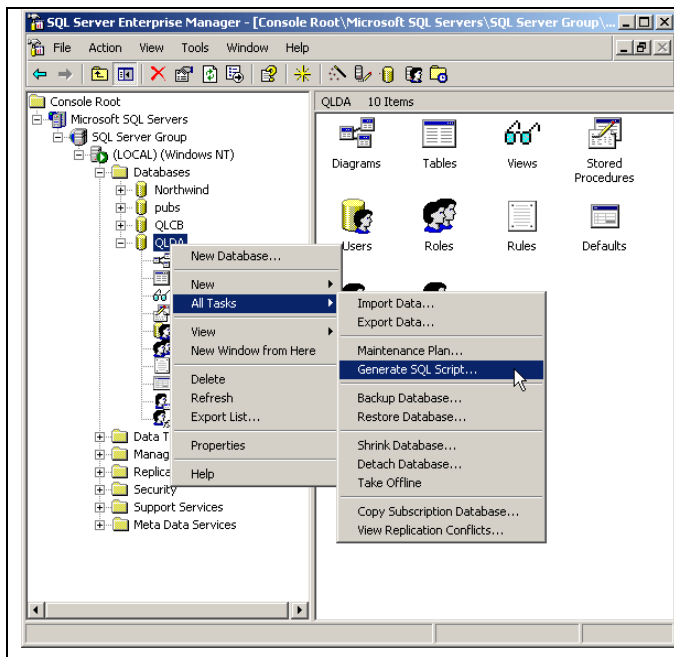 SQL Server Enterprise Manager - [Console Root\Microsoft SQL Servers\SQL Server Group\...
File Action View Tools Window Help
Console Root
Microsoft SQL Servers
SQL Server Group
(LOCAL) (Windows NT)
Databases
Northwind
pubs
QLCB
QLDA
Data T
Manag
Replica
Security
Support Services
Meta Data Services
QLDA 10 Items
Diagrams
Tables
Views
Stored
Procedures
Users
Roles
Rules
Defaults
New Database...
New
All Tasks
View
New Window from Here
Delete
Refresh
Export List...
Properties
Help
Import Data...
Export Data...
Maintenance Plan...
Generate SQL Script...
Backup Database...
Restore Database...
Shrink Database...
Detach Database...
Take Offline
Copy Subscription Database...
View Replication Conflicts...